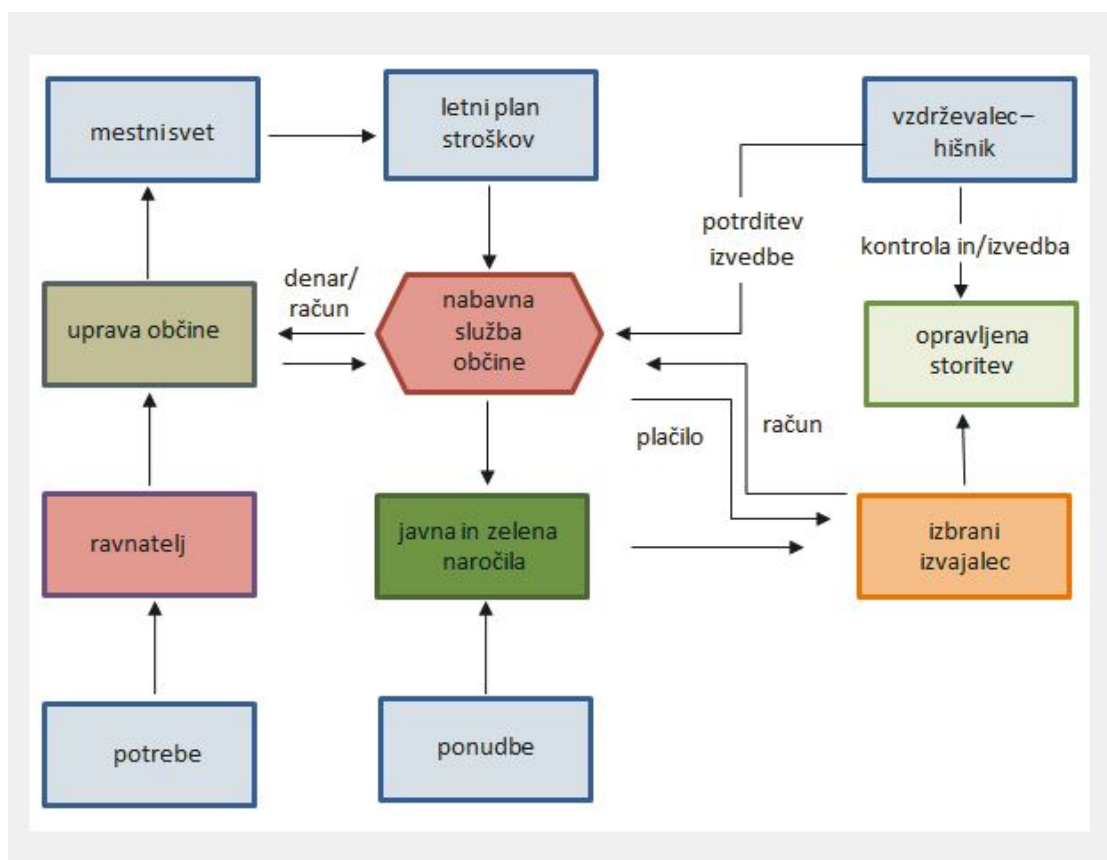 mestni svet
letni plan
stroškov
vzdrževalec –
hišnik
potrditev
izvedbe
kontrola in/izvedba
denar/
račun
uprava občine
nabavna
služba
občine
opravljena
storitev
plačilo
račun
ravnatelj
javna in zelena
naročila
izbrani
izvajalec
potrebe
ponudbe